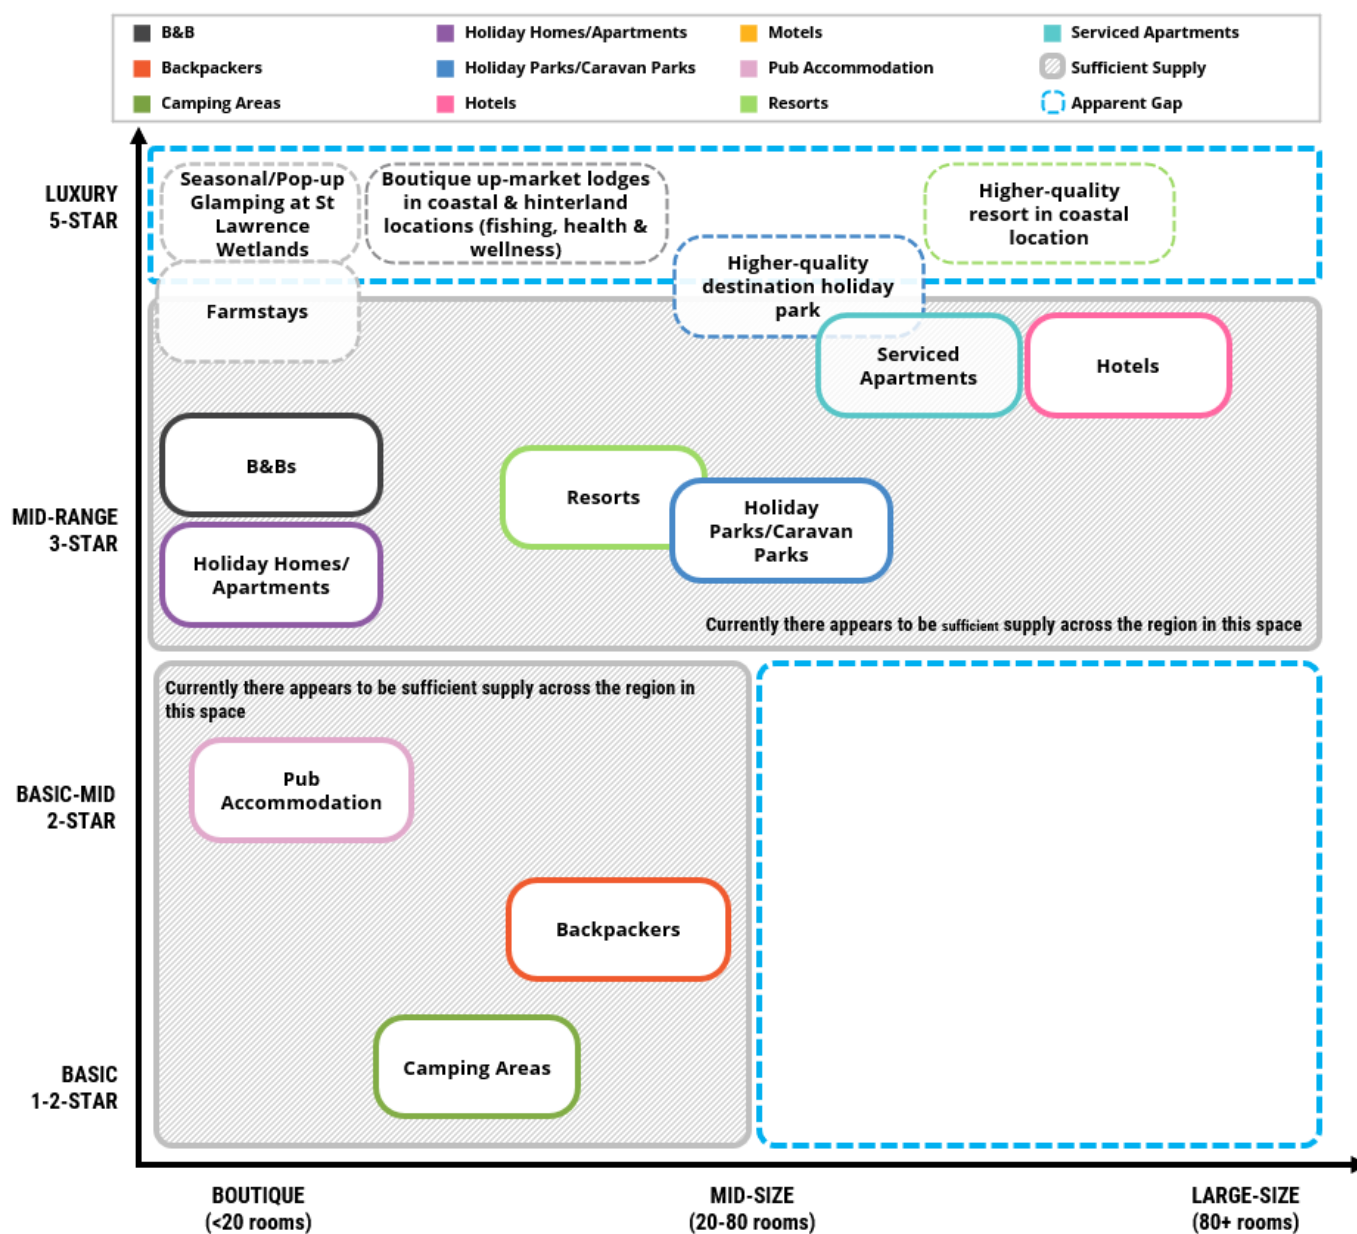 B&B
Holiday Homes/Apartments
Motels
Serviced Apartments
Backpackers
Holiday Parks/Caravan Parks
Pub Accommodation
Sufficient Supply
Camping Areas
Hotels
Resorts
Apparent Gap
LUXURY
5-STAR
Seasonal/Pop-up
Glamping at St
Lawrence
Wetlands
Boutique up-market lodges
in coastal & hinterland
locations (fishing, health &
wellness)
Higher-quality
resort in coastal
location
Higher-quality
destination holiday
park
Farmstays
Serviced
Apartments
Hotels
B&Bs
Resorts
Holiday
Parks/Caravan
Parks
MID-RANGE
3-STAR
Holiday Homes/
Apartments
Currently there appears to be sufficient supply across the region in this space
Currently there appears to be sufficient supply across the region in
this space
Pub
Accommodation
BASIC-MID
2-STAR
Backpackers
Camping Areas
BASIC
1-2-STAR
BOUTIQUE
(<20 rooms)
MID-SIZE
(20-80 rooms)
LARGE-SIZE
(80+ rooms)